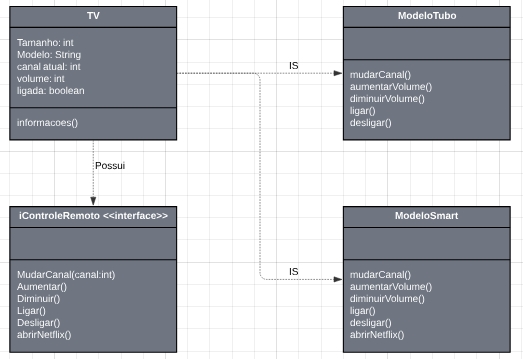 TV
Tamanho: int
Modelo: String
canal atual: int
volume: int
ligada: boolean
informacoes()
IS
ModeloTubo
mudarCanal()
aumentarVolume()
diminuirVolume()
ligar()
desligar()
Possui
iControleRemoto <<interface>>
MudarCanal(canal:int)
Aumentar()
Diminuir()
Ligar()
Desligar()
abrirNetflix()
IS
ModeloSmart
mudarCanal()
aumentarVolume()
diminuirVolume()
ligar()
desligar()
abrirNetflix()